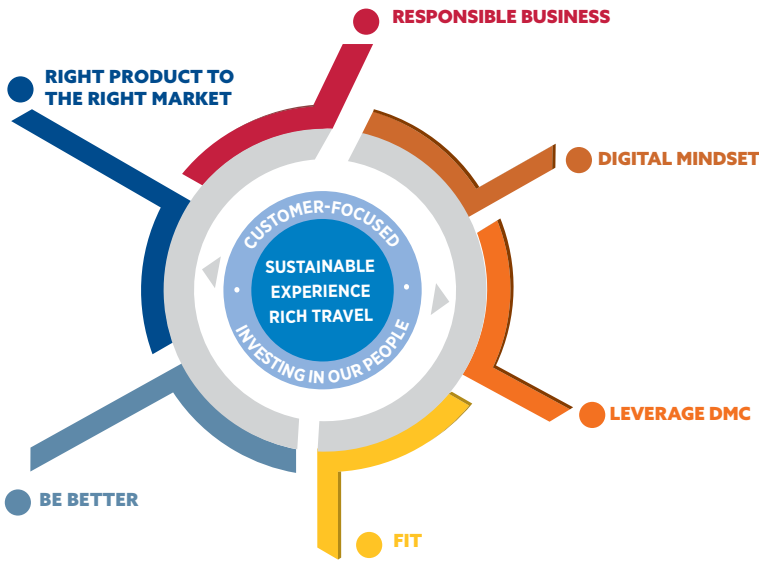 RESPONSIBLE BUSINESS
RIGHT PRODUCT TO
THE RIGHT MARKET
DIGITAL MINDSET
CUSTOMER-FOCUSED
SUSTAINABLE
EXPERIENCE
RICH TRAVEL
INVESTING IN OUR PEOPLE
LEVERAGE DMC
BE BETTER
FIT